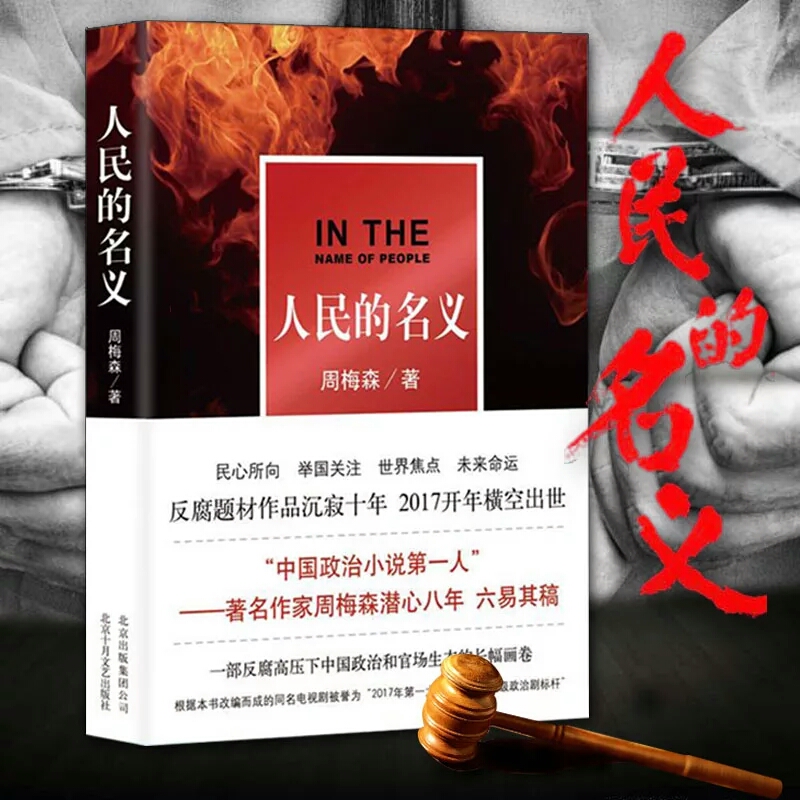 人民的名义
周梅森/著
北京出版集团公司
北京十月文艺出版社
IN THE
NAME OF PEOPLE
人民的名义
周梅森/著
民心所向 举国关注 世界焦点 未来命运
反腐题材作品沉寂十年 2017开年横空出世
“中国政治小说第一人”
——著名作家周梅森潜心八年 六易其稿
一部反腐高压下中国政治和官场生态的长幅画卷
根据本书改编而成的同名电视剧被誉为“2017年第一 级政治剧标杆”
人民的名义